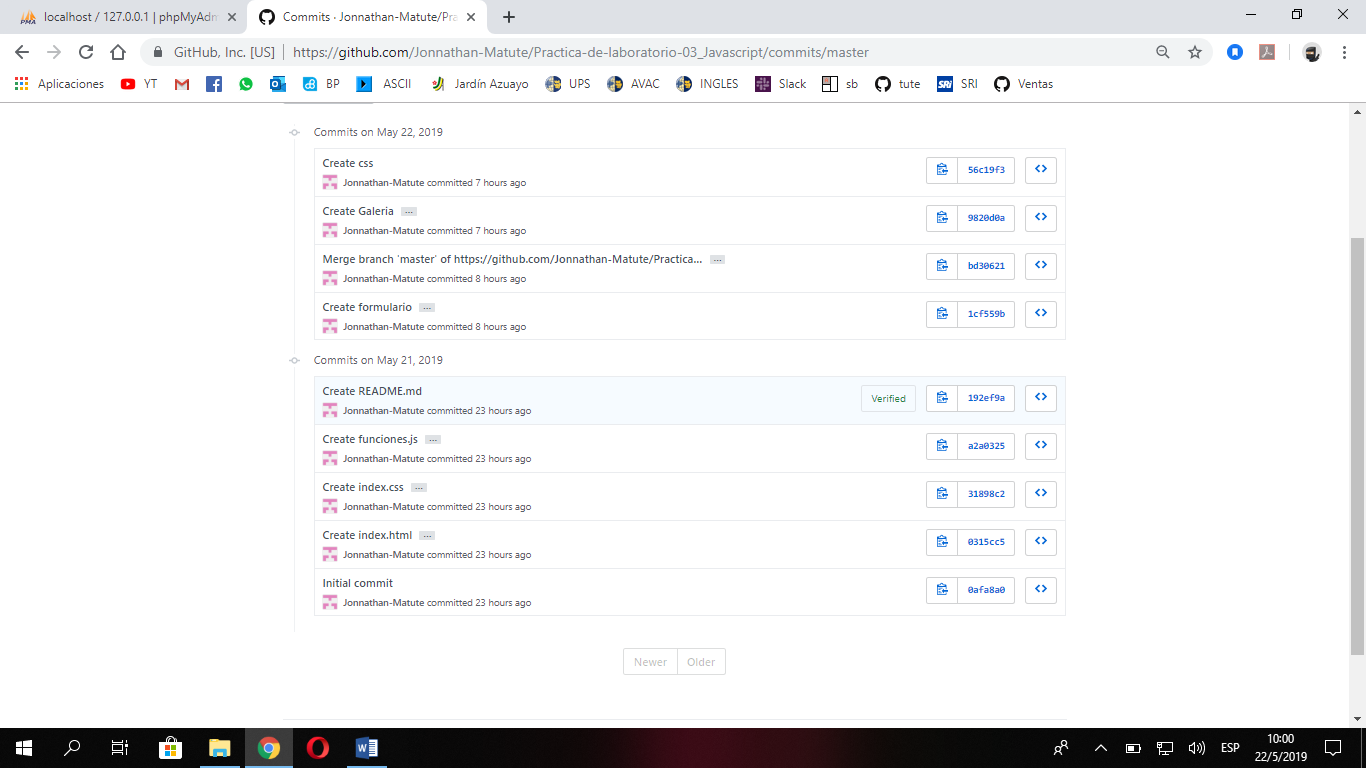 localhost / 127.0.0.1 | phpMyAdm
Commits · Jonnathan-Matute/Pra
GitHub, Inc. [US] | https://github.com/Jonnathan-Matute/Practica-de-laboratorio-03_Javascript/commits/master
Aplicaciones YT BP ASCII Jardín Azuayo UPS AVAC INGLES Slack sb tute SRI Ventas
Commits on May 22, 2019
Create css
Jonnathan-Matute committed 7 hours ago
56c19f3
Create Galeria ...
Jonnathan-Matute committed 7 hours ago
9820d0a
Merge branch 'master' of https://github.com/Jonnathan-Matute/Practica... ...
Jonnathan-Matute committed 8 hours ago
bd30621
Create formulario ...
Jonnathan-Matute committed 8 hours ago
1cf559b
Commits on May 21, 2019
Create README.md
Jonnathan-Matute committed 23 hours ago
Verified
192ef9a
Create funciones.js ...
Jonnathan-Matute committed 23 hours ago
a2a0325
Create index.css ...
Jonnathan-Matute committed 23 hours ago
31898c2
Create index.html ...
Jonnathan-Matute committed 23 hours ago
0315cc5
Initial commit
Jonnathan-Matute committed 23 hours ago
0afa8a0
Newer Older
ESP
10:00
22/5/2019